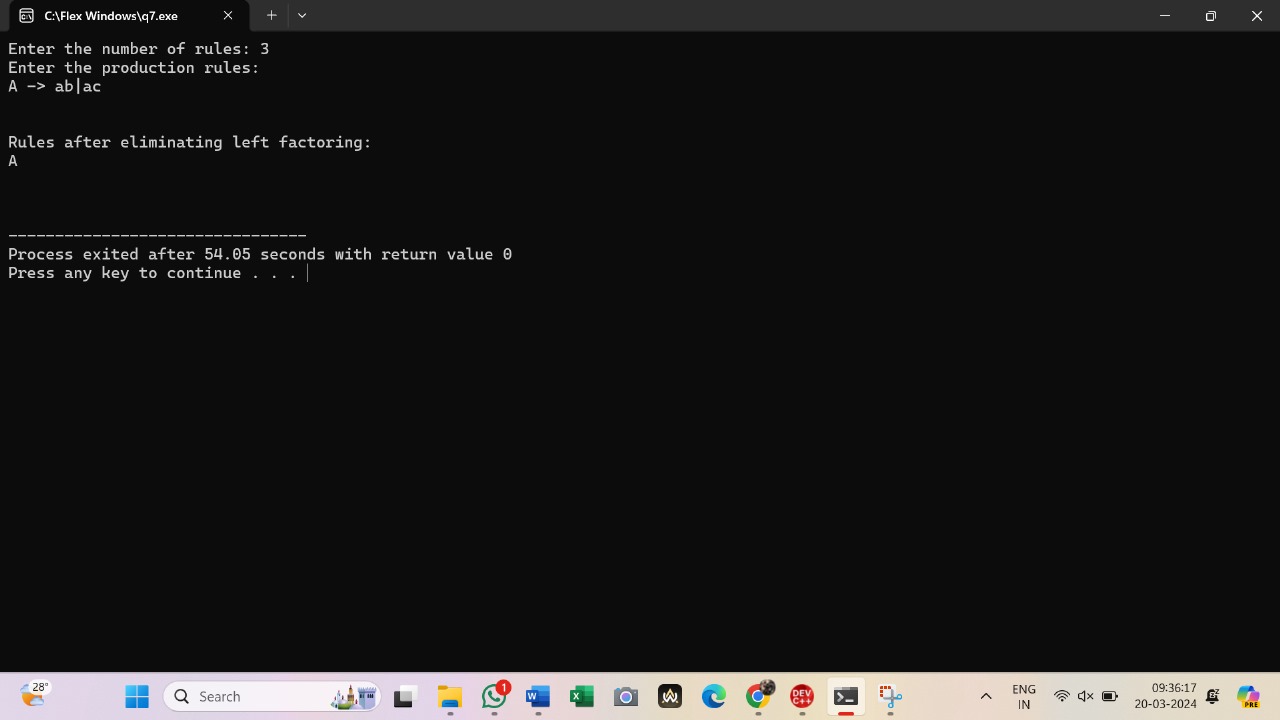 C:\Flex Windows\q7.exe
Enter the number of rules: 3
Enter the production rules:
A -> ab|ac
Rules after eliminating left factoring:
A
--------------------------------
Process exited after 54.05 seconds with return value 0
Press any key to continue . . .
28°
Search
1
W
X
DEV
C++
ENG
IN
09:36:17
20-03-2024
PRE